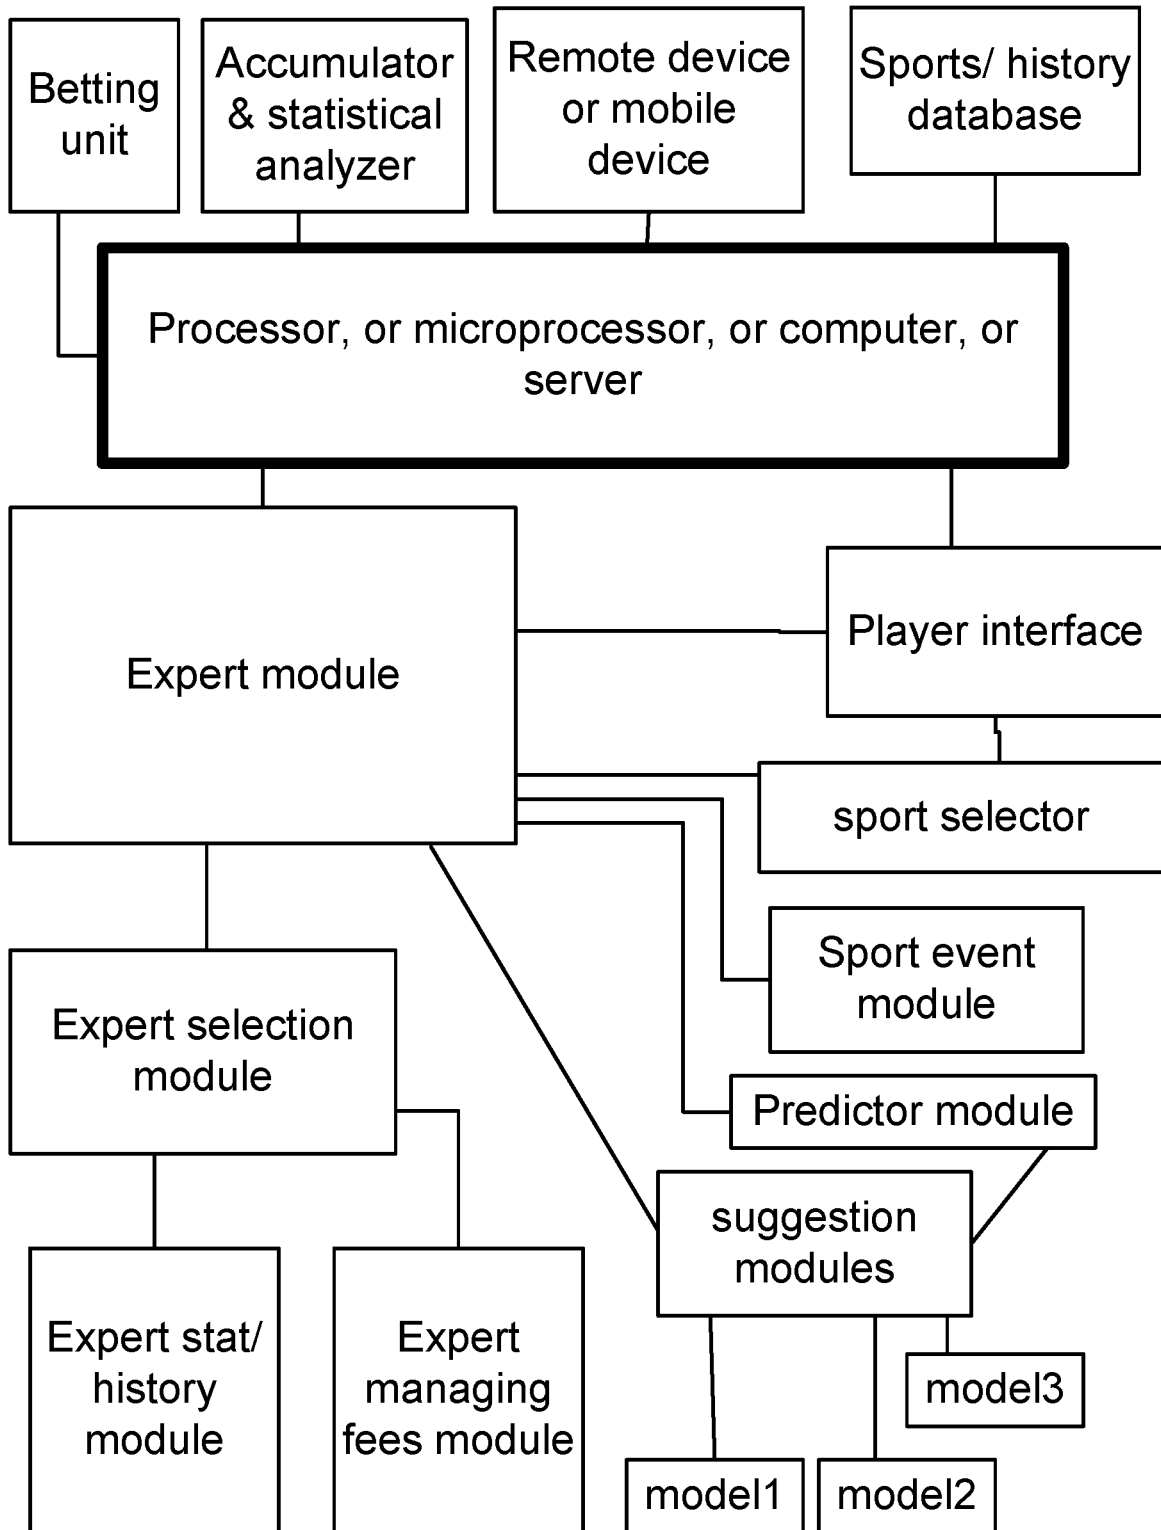 Betting
unit
Accumulator
& statistical
analyzer
Remote device
or mobile
device
Sports/ history
database
Processor, or microprocessor, or computer, or
server
Expert module
Player interface
sport selector
Sport event
module
Expert selection
module
Predictor module
suggestion
modules
Expert stat/
history
module
Expert
managing
fees module
model3
model1
model2